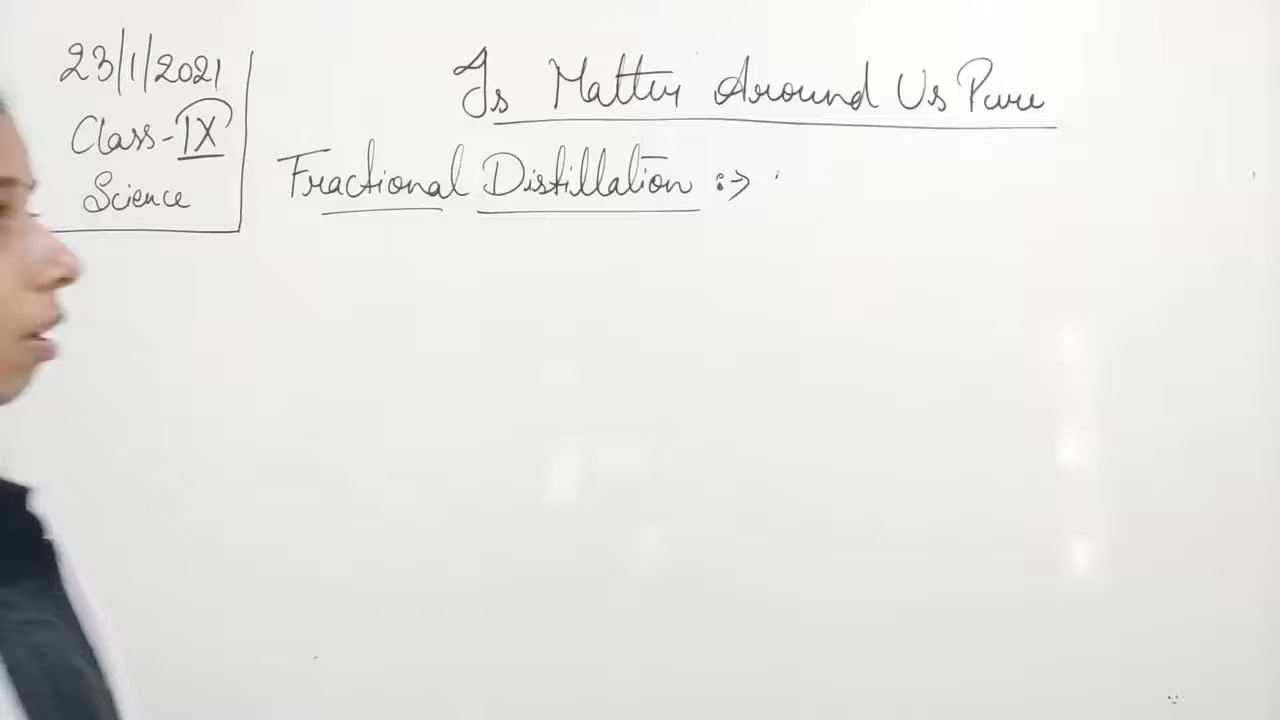 23/1/2021
Class-IX
Science
Is Matter Around Us Pure
Fractional Distillation :->